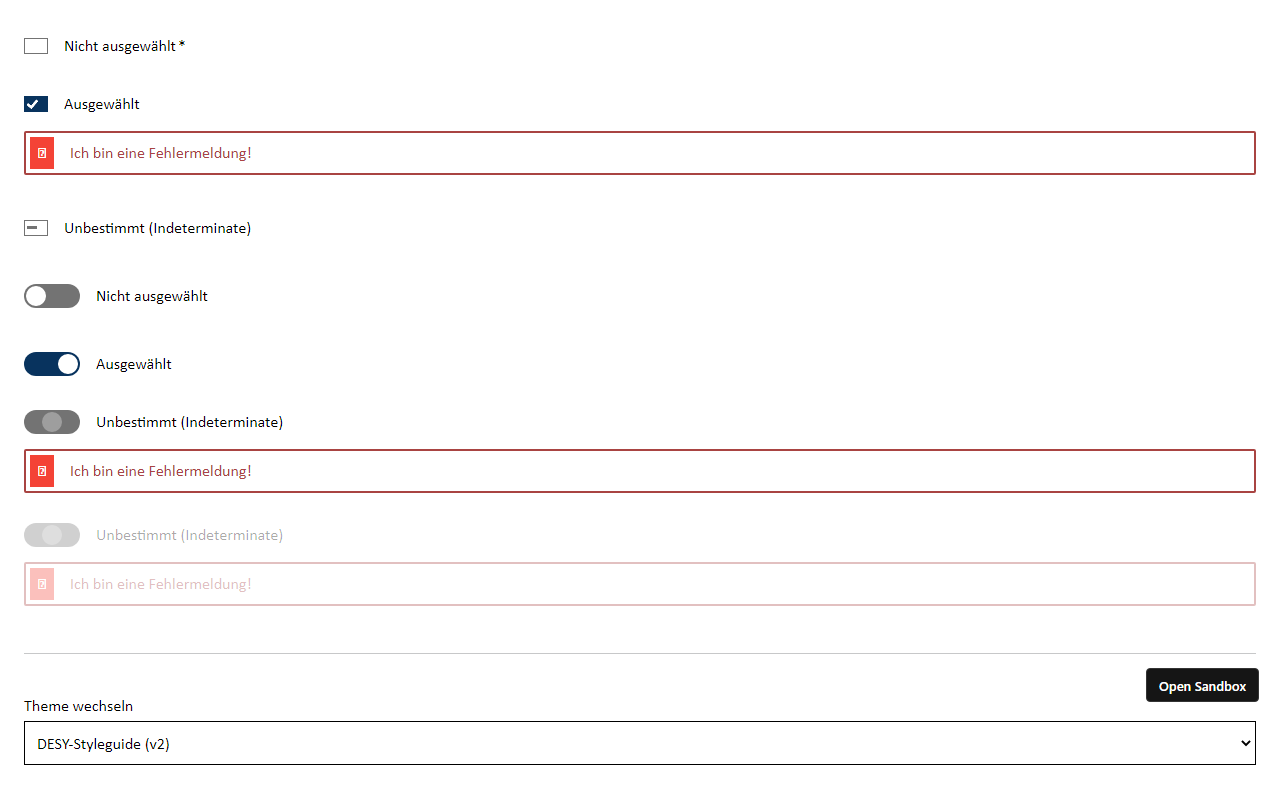 Nicht ausgewählt *
Ausgewählt
Ich bin eine Fehlermeldung!
Unbestimmt (Indeterminate)
Nicht ausgewählt
Ausgewählt
Unbestimmt (Indeterminate)
Ich bin eine Fehlermeldung!
Unbestimmt (Indeterminate)
Ich bin eine Fehlermeldung!
Open Sandbox
Theme wechseln
DESY-Styleguide (v2)